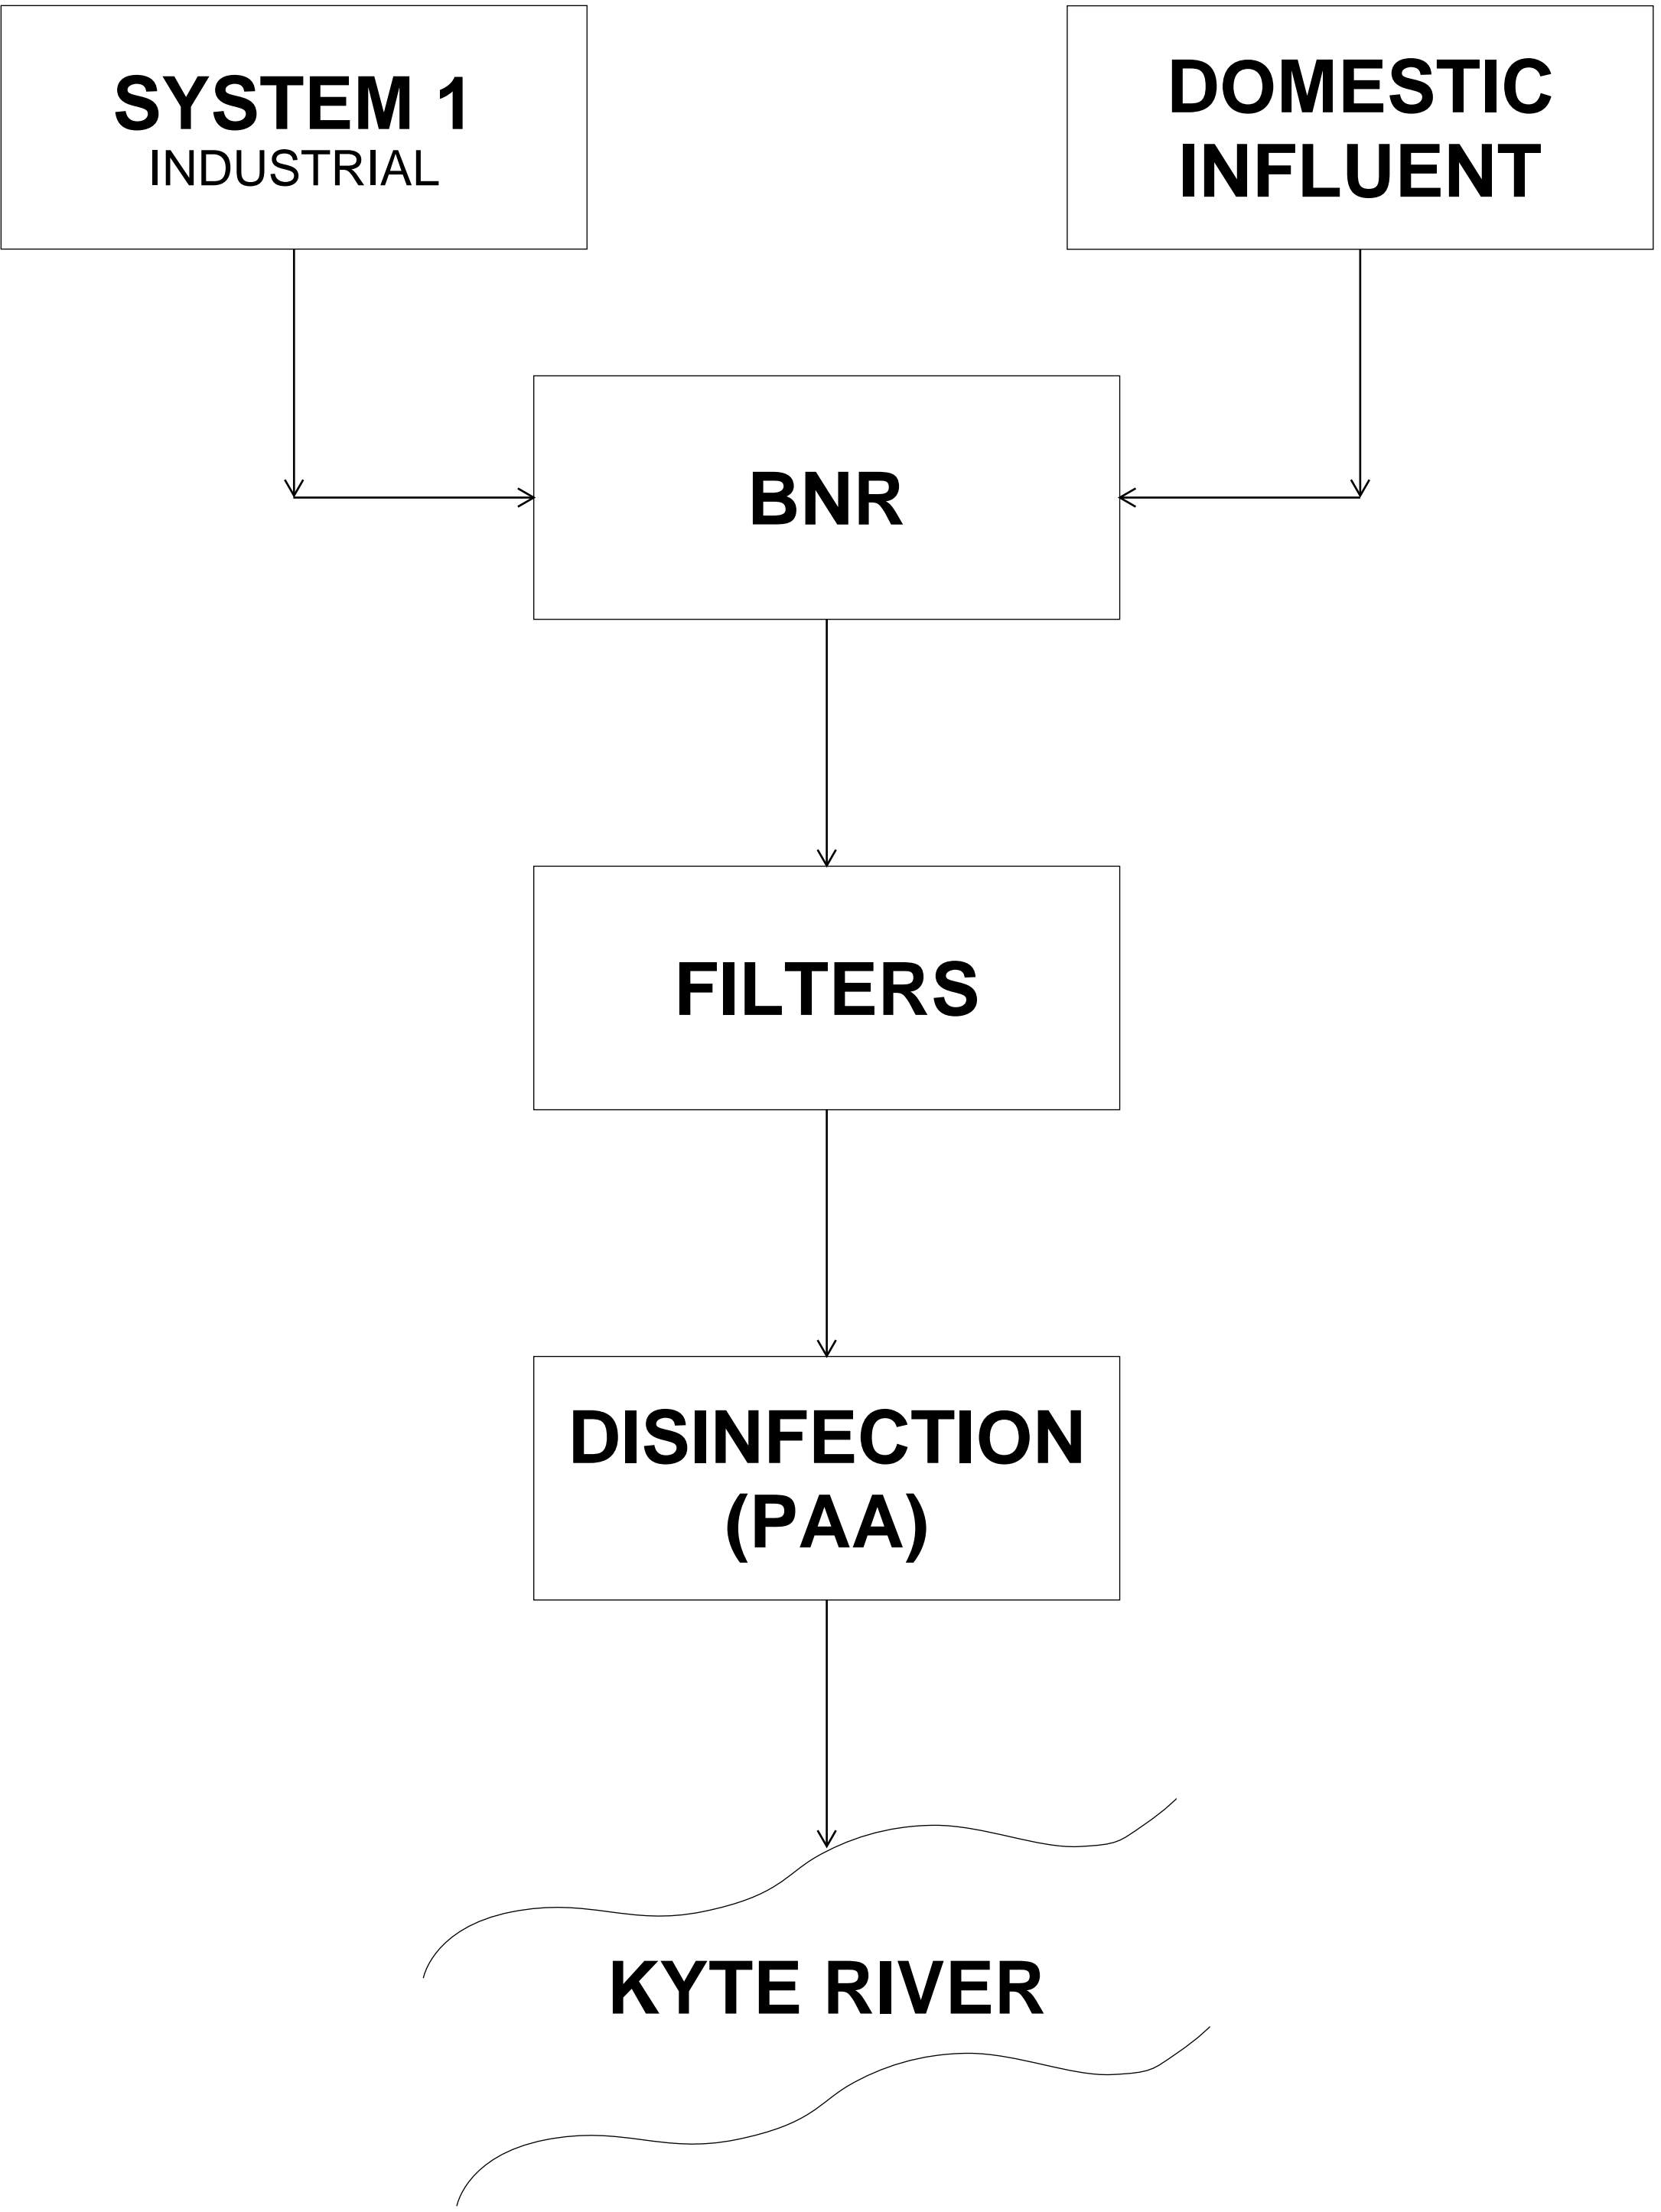 SYSTEM 1
INDUSTRIAL
DOMESTIC
INFLUENT
BNR
FILTERS
DISINFECTION
(PAA)
KYTE RIVER